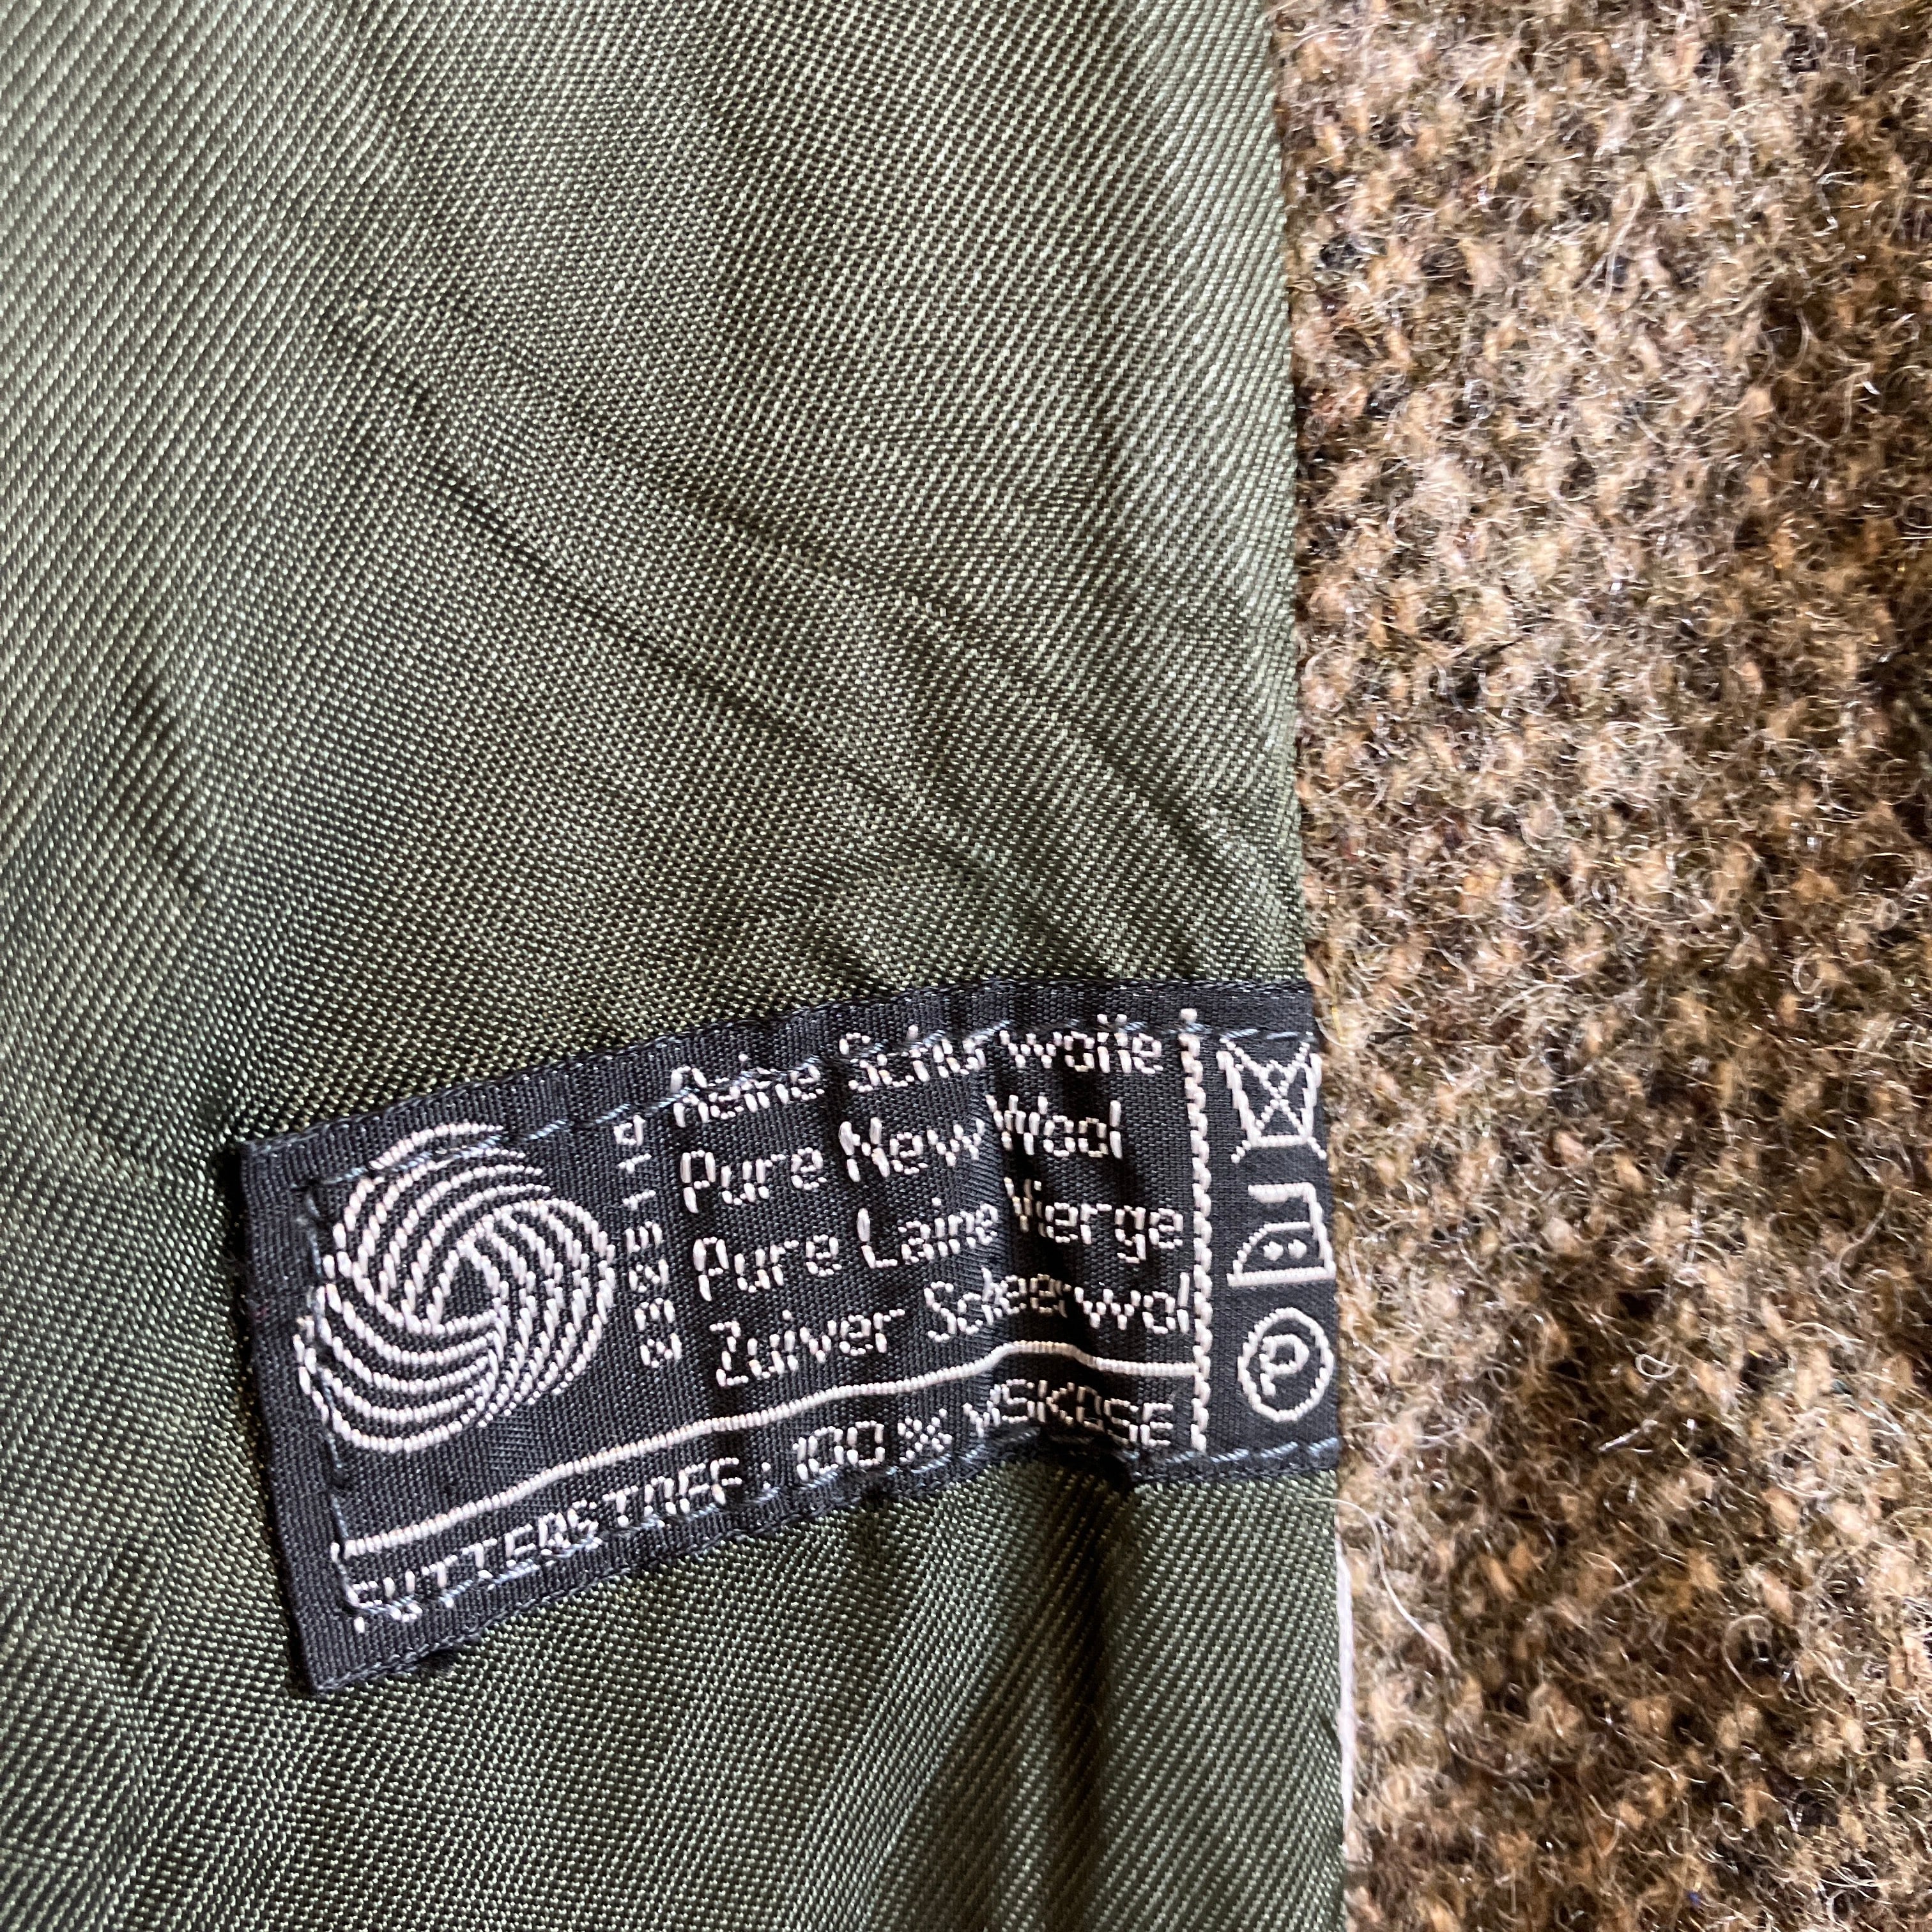 Reine Schurwolle
Pure New Wool
Pure Laine Vierge
Zuiver Scheerwol
FUTTERSTOFF: 100% VISKOSE
P